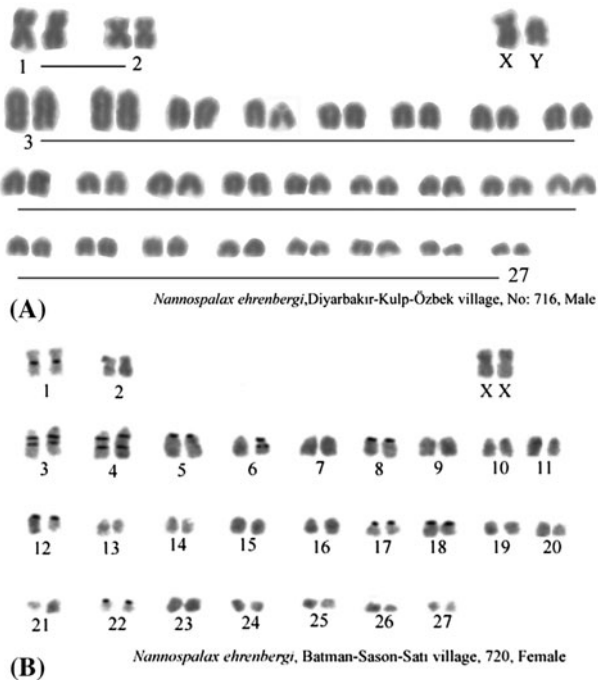 1 2 X Y
3
27
(A) Nannospalax ehrenbergi,Diyarbakır-Kulp-Özbek village, No: 716, Male
1 2 X X
3 4 5 6 7 8 9 10 11
12 13 14 15 16 17 18 19 20
21 22 23 24 25 26 27
(B) Nannospalax ehrenbergi, Batman-Sason-Satı village, 720, Female